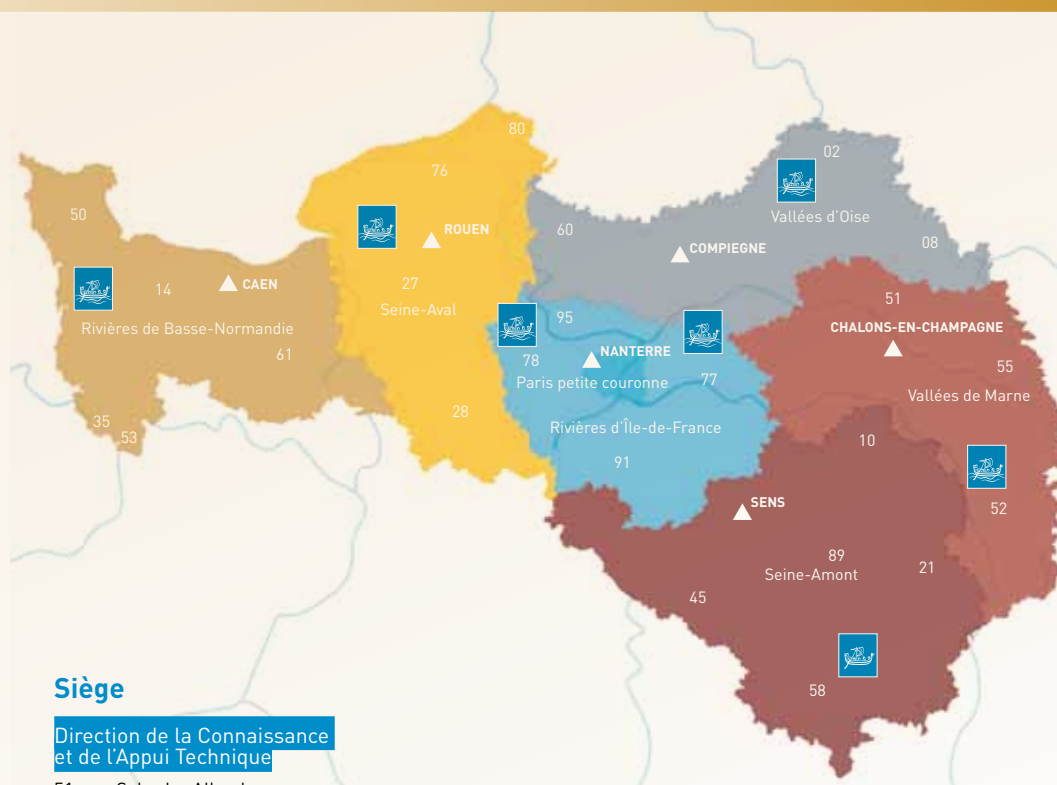 80
02
76
50
Vallées d'Oise
ROUEN
60
08
COMPIEGNE
CAEN
14
27
51
Seine-Aval
95
Rivières de Basse-Normandie
CHALONS-EN-CHAMPAGNE
NANTERRE
61
78
55
Paris petite couronne
77
Vallées de Marne
28
35
Rivières d'Île-de-France
53
10
91
SENS
52
89
21
Seine-Amont
45
58
Siège
Direction de la Connaissance
et de l'Appui Technique